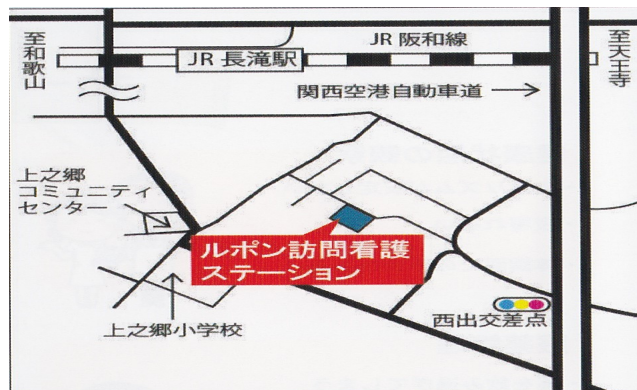 至和歌山
JR 長滝駅
JR 阪和線
至天王寺
関西空港自動車道
上之郷
コミュニティ
センター
ルポン訪問看護
ステーション
上之郷小学校
西出交差点